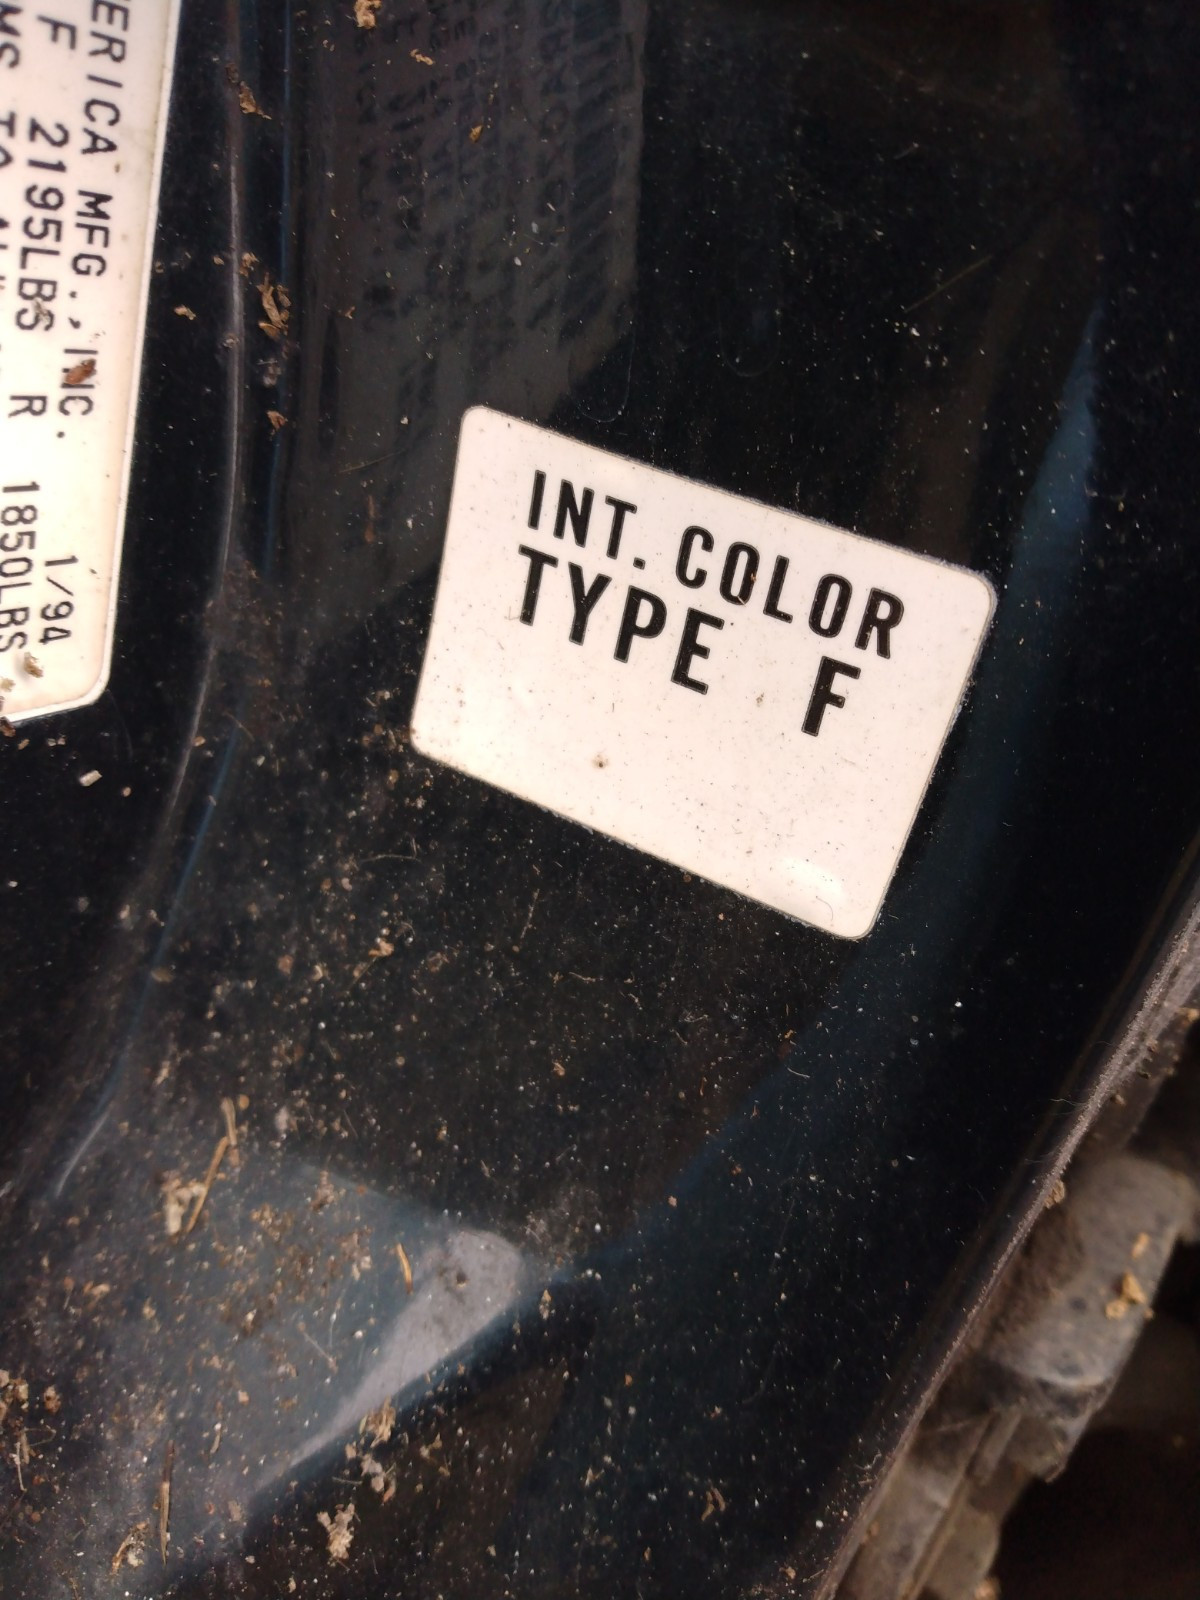 ERICA MFG., INC. 1/94
F 2195LBS R 1850LBS
INT. COLOR
TYPE F